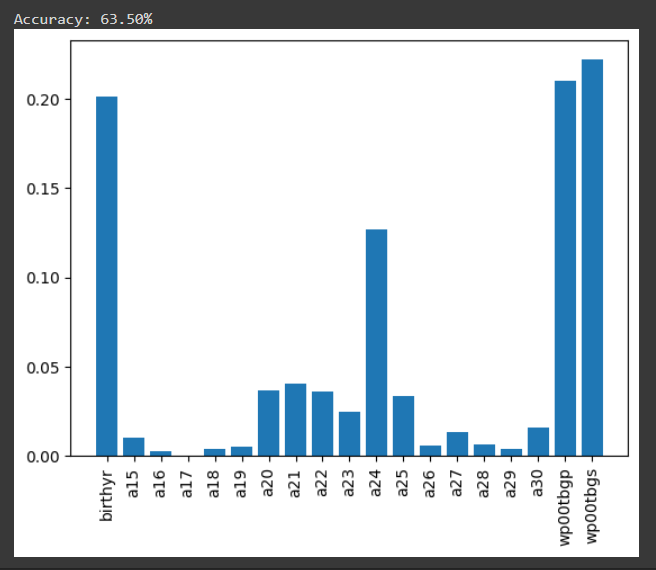 Accuracy: 63.50%
0.20
0.15
0.10
0.05
0.00
birthyr
a15
a16
a17
a18
a19
a20
a21
a22
a23
a24
a25
a26
a27
a28
a29
a30
wp00tbgp
wp00tbgs